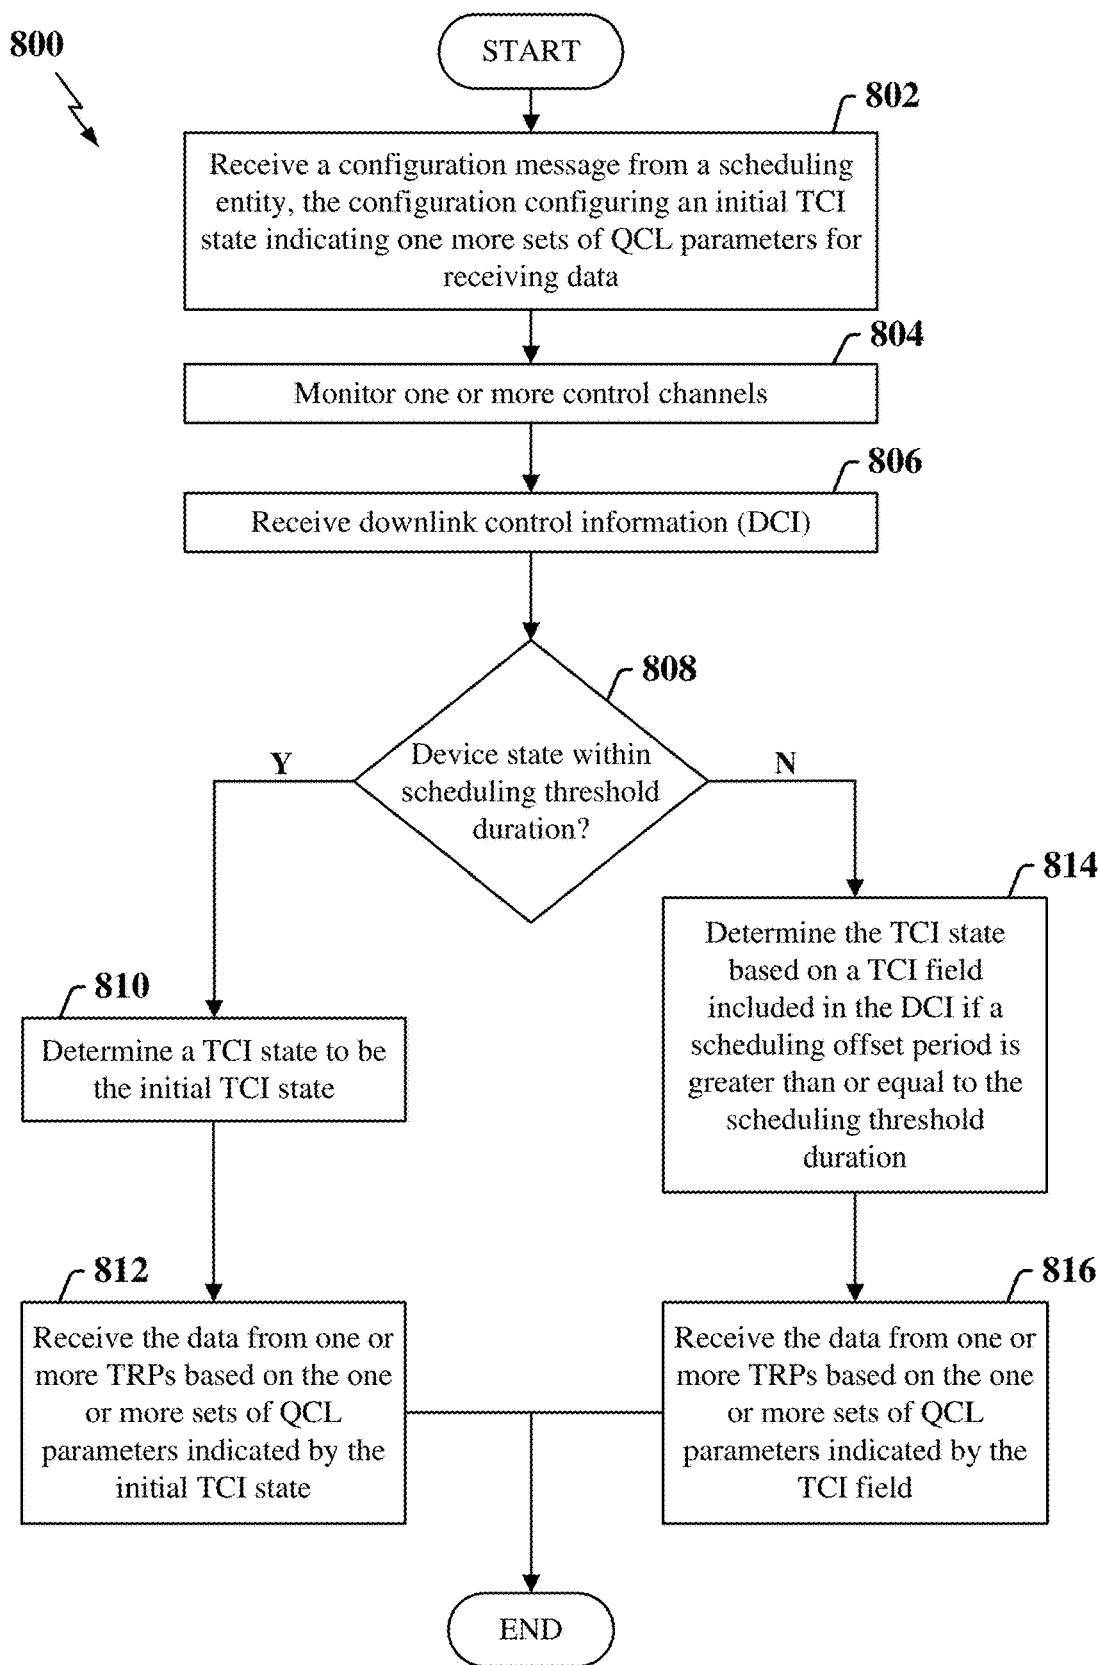 800
START
802
Receive a configuration message from a scheduling
entity, the configuration configuring an initial TCI
state indicating one more sets of QCL parameters for
receiving data
804
Monitor one or more control channels
806
Receive downlink control information (DCI)
808
Device state within
scheduling threshold
duration?
Y
N
810
Determine a TCI state to be
the initial TCI state
814
Determine the TCI state
based on a TCI field
included in the DCI if a
scheduling offset period is
greater than or equal to the
scheduling threshold
duration
812
Receive the data from one or
more TRPs based on the one
or more sets of QCL
parameters indicated by the
initial TCI state
816
Receive the data from one or
more TRPs based on the one
or more sets of QCL
parameters indicated by the
TCI field
END